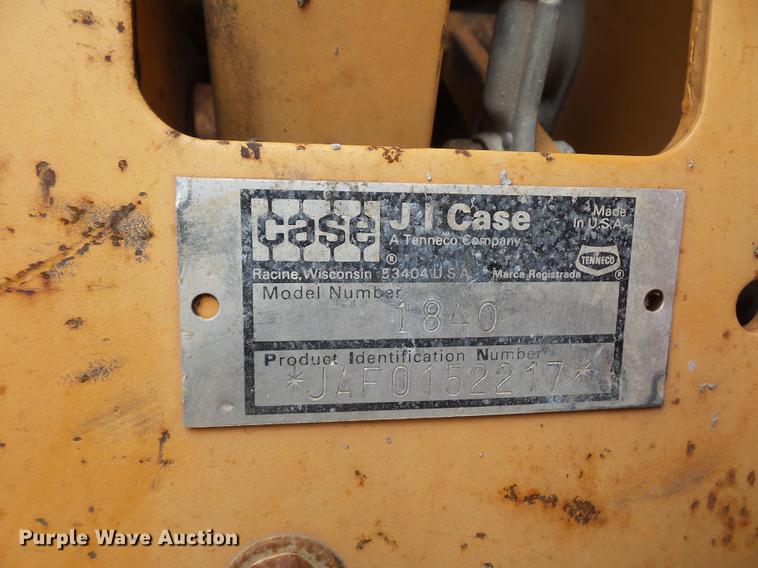 case ® J I Case Made
A Tenneco Company In U.S.A.
Racine, Wisconsin 53404 U.S.A. Marca Registrada TENNECO ®
Model Number
1840
Product Identification Number
*JAF0152217*
Purple Wave Auction